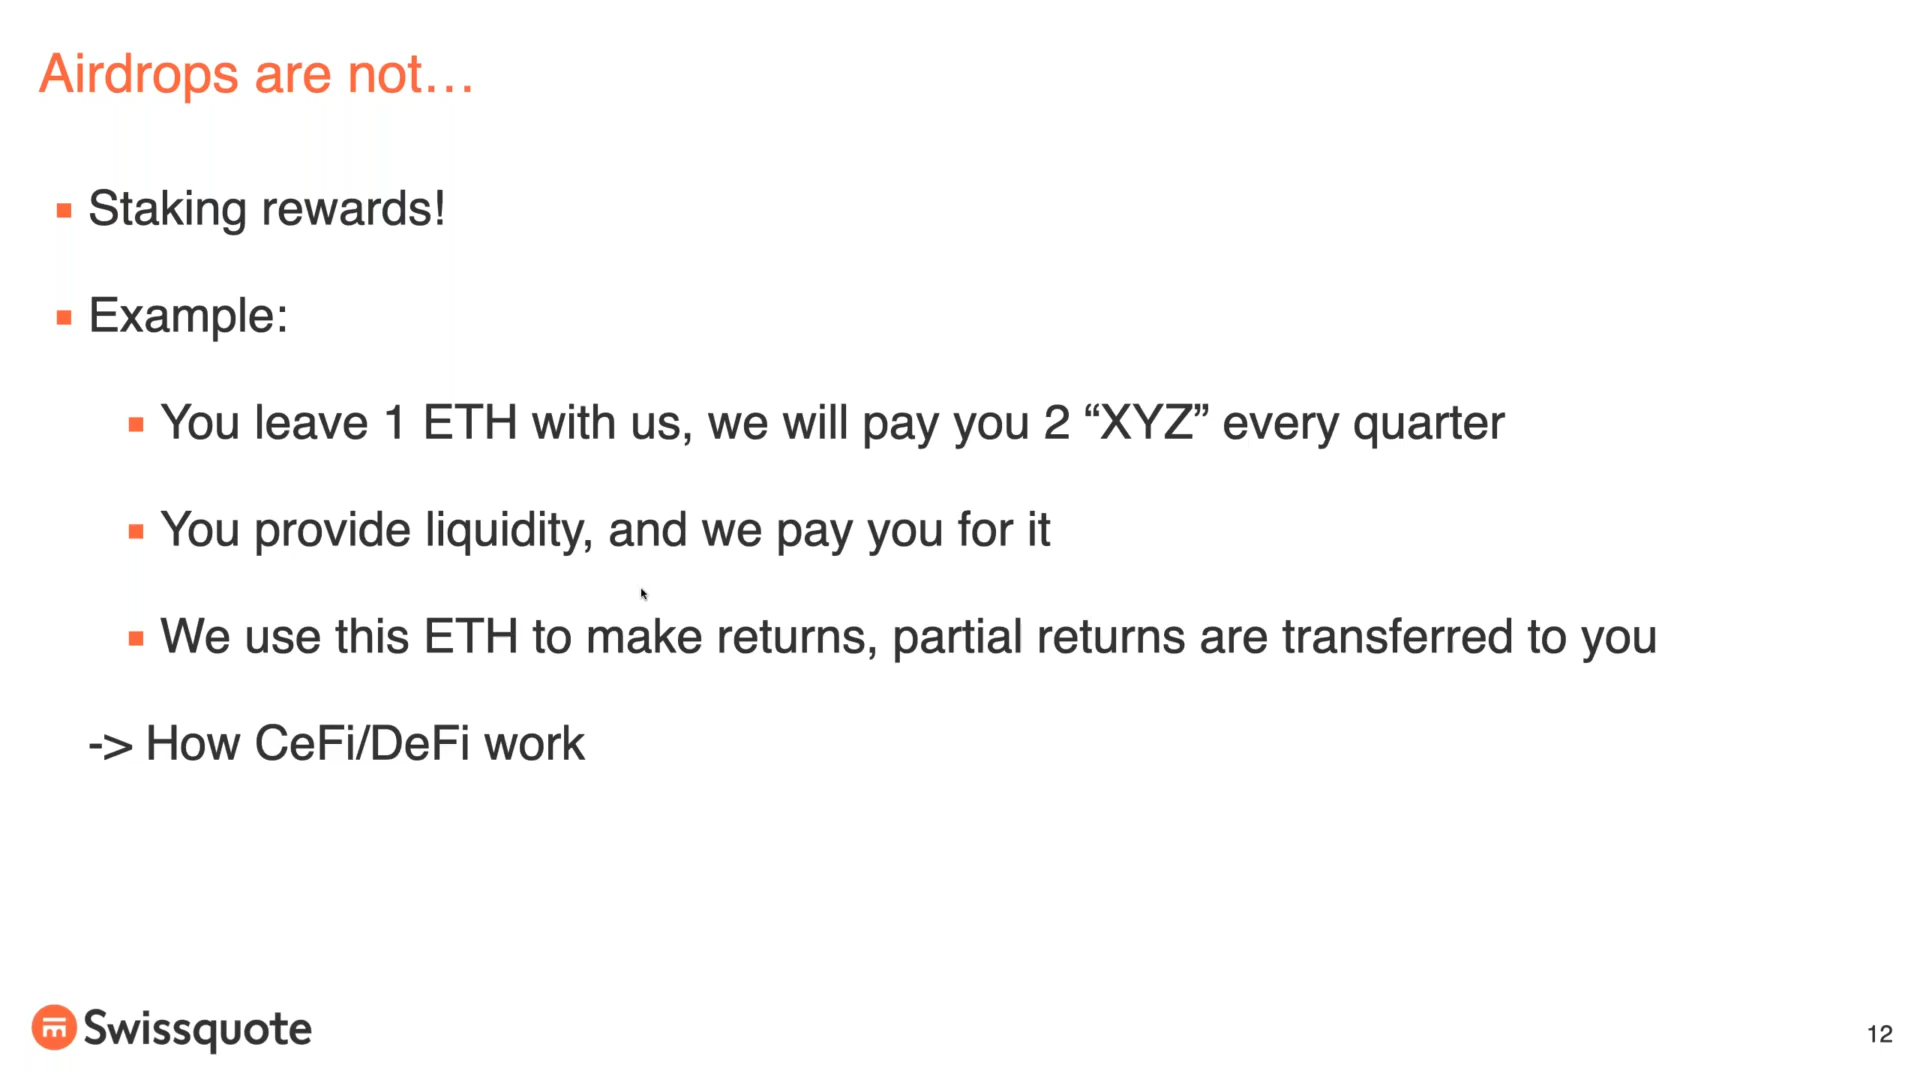 Airdrops are not…
Staking rewards!
Example:
You leave 1 ETH with us, we will pay you 2 “XYZ” every quarter
You provide liquidity, and we pay you for it
We use this ETH to make returns, partial returns are transferred to you
-> How CeFi/DeFi work
Swissquote
12